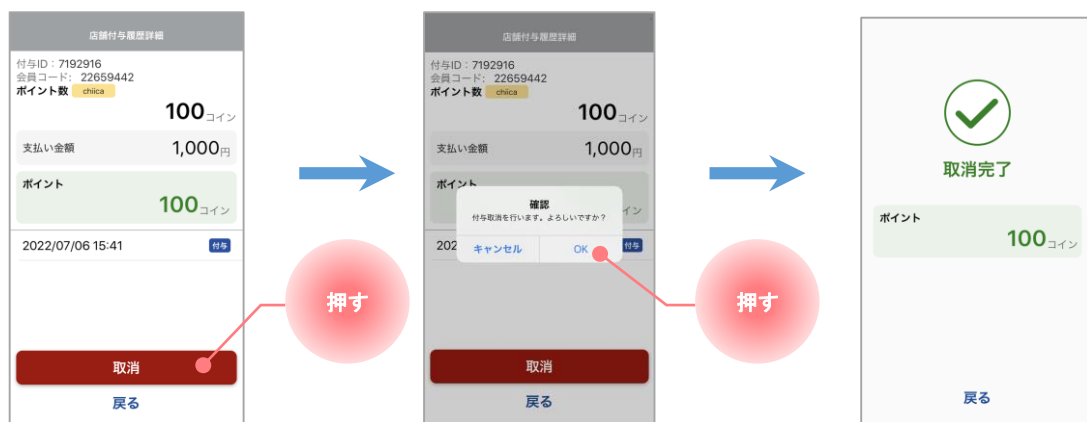 店舗付与履歴詳細
付与ID：7192916
会員コード： 22659442
ポイント数 chiica
100コイン
支払い金額 1,000円
ポイント
100コイン
2022/07/06 15:41 付与
取消
戻る
押す
店舗付与履歴詳細
付与ID：7192916
会員コード： 22659442
ポイント数 chiica
100コイン
支払い金額 1,000円
ポイント
確認
付与取消を行います。よろしいですか？
イン
202 キャンセル OK 付与
取消
戻る
押す
取消完了
ポイント
100コイン
戻る